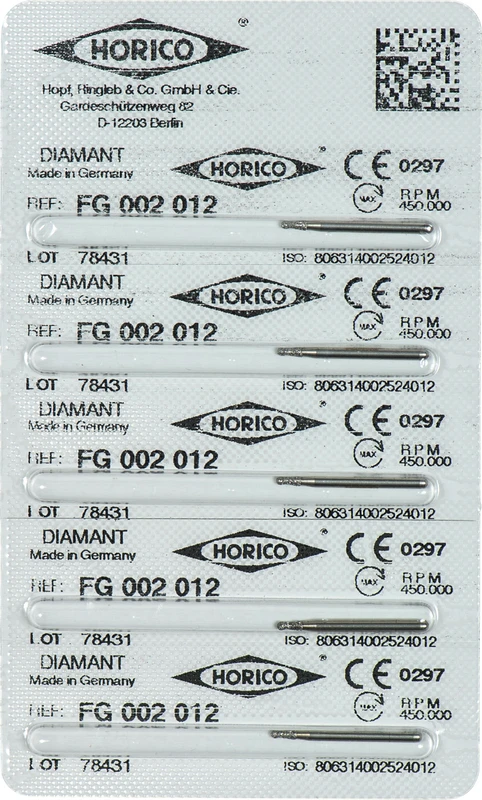 HORICO ®
Hopf, Ringleb & Co. GmbH & Cie.
Gardeschützenweg 82
D-12203 Berlin
DIAMANT
Made in Germany
HORICO ®
CE 0297
REF: FG 002 012
MAX RPM
450.000
LOT 78431
ISO: 806314002524012
DIAMANT
Made in Germany
HORICO ®
CE 0297
REF: FG 002 012
MAX RPM
450.000
LOT 78431
ISO: 806314002524012
DIAMANT
Made in Germany
HORICO ®
CE 0297
REF: FG 002 012
MAX RPM
450.000
LOT 78431
ISO: 806314002524012
DIAMANT
Made in Germany
HORICO ®
CE 0297
REF: FG 002 012
MAX RPM
450.000
LOT 78431
ISO: 806314002524012
DIAMANT
Made in Germany
HORICO ®
CE 0297
REF: FG 002 012
MAX RPM
450.000
LOT 78431
ISO: 806314002524012